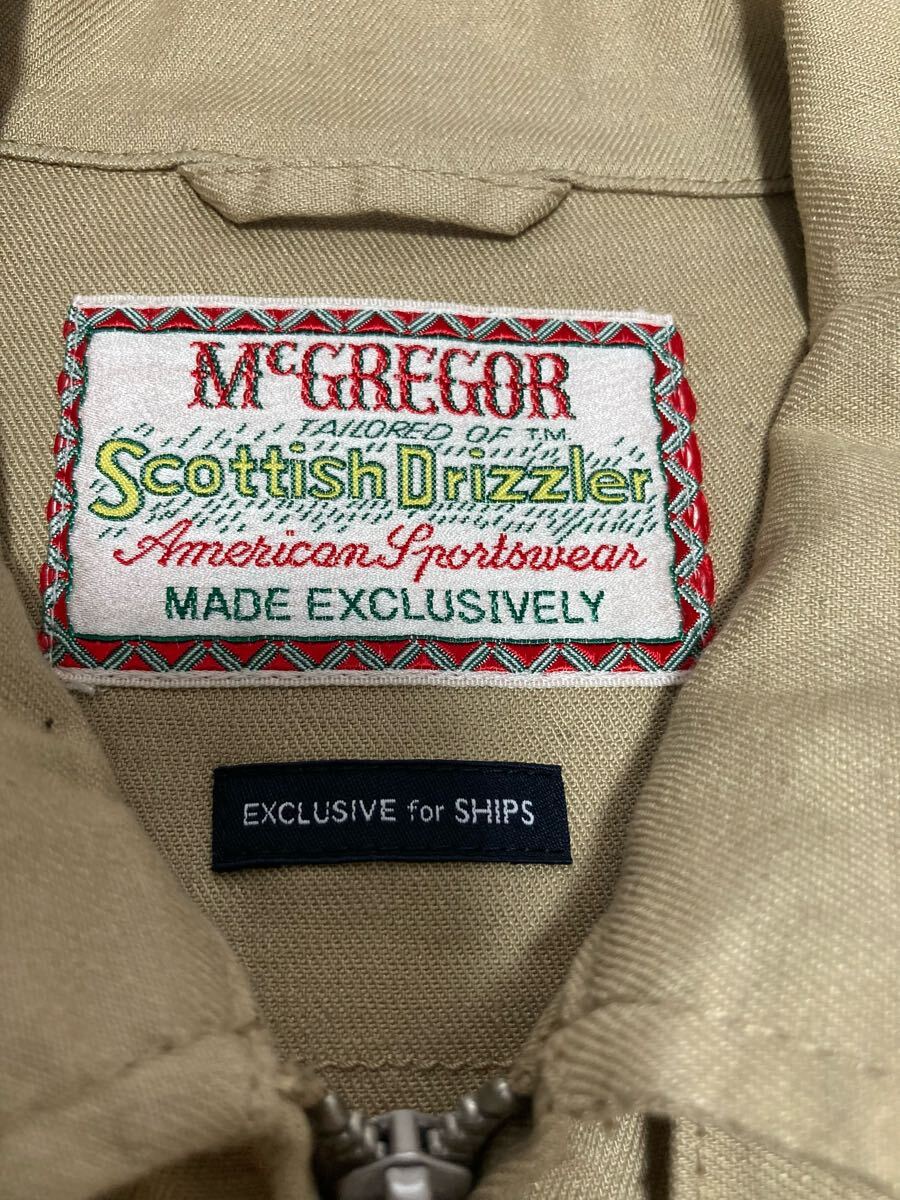 McGREGOR
TAILORED OF T.M.
Scottish Drizzler
American Sportswear
MADE EXCLUSIVELY
EXCLUSIVE for SHIPS